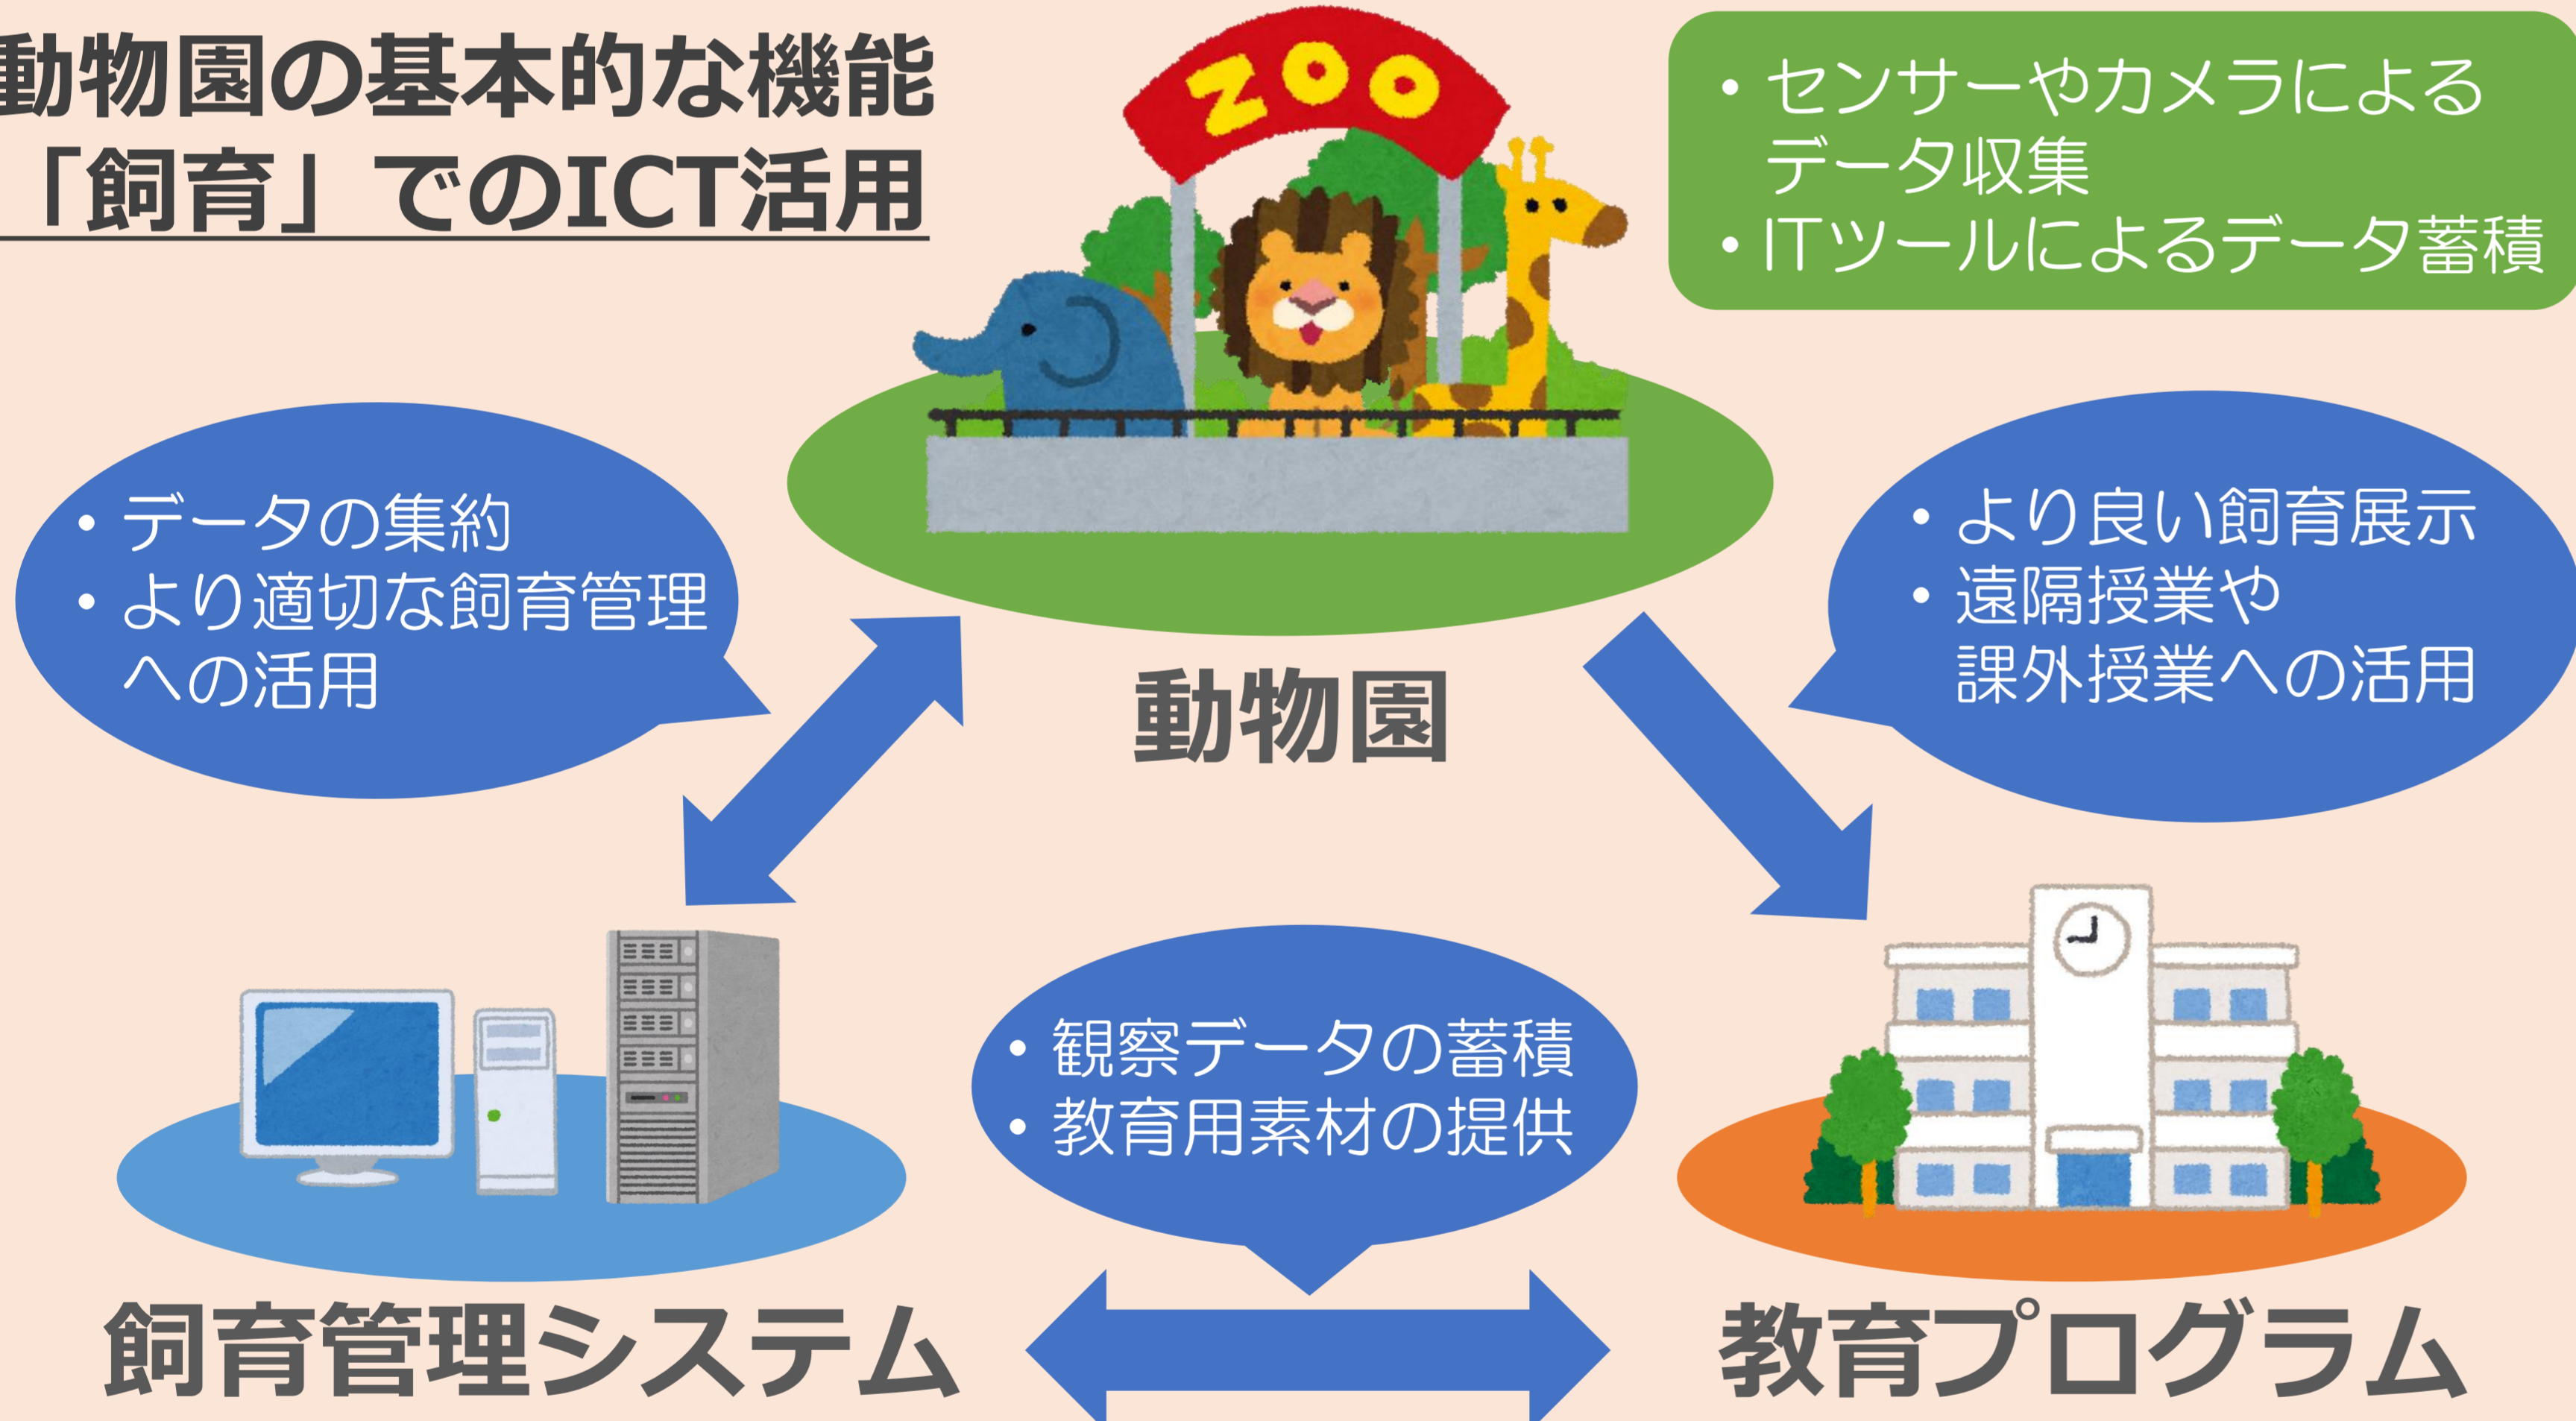 動物園の基本的な機能
「飼育」でのICT活用
ZOO
・センサーやカメラによる
データ収集
・ITツールによるデータ蓄積
・データの集約
・より適切な飼育管理
への活用
・より良い飼育展示
・遠隔授業や
課外授業への活用
動物園
・観察データの蓄積
・教育用素材の提供
飼育管理システム
教育プログラム